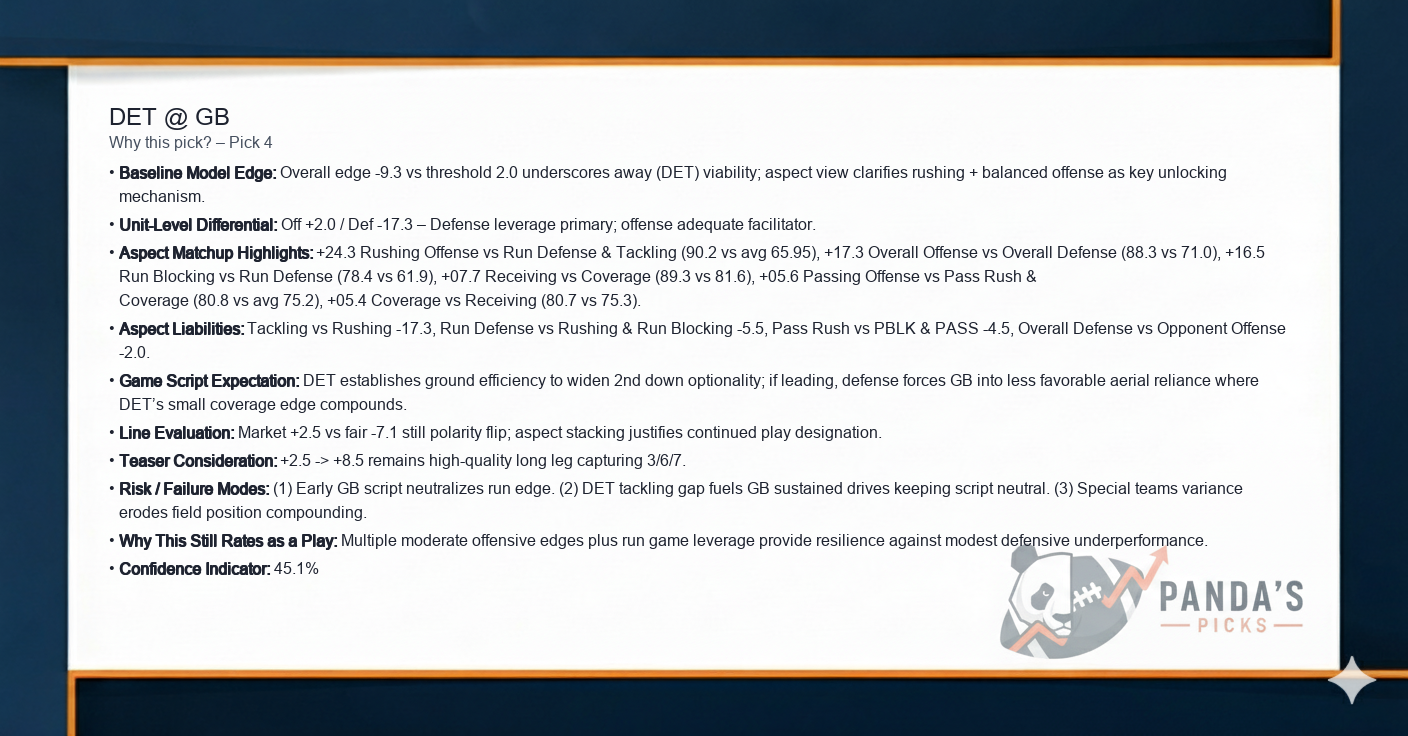 DET @ GB
Why this pick? – Pick 4
• Baseline Model Edge: Overall edge -9.3 vs threshold 2.0 underscores away (DET) viability; aspect view clarifies rushing + balanced offense as key unlocking
mechanism.
• Unit-Level Differential: Off +2.0 / Def -17.3 – Defense leverage primary; offense adequate facilitator.
• Aspect Matchup Highlights: +24.3 Rushing Offense vs Run Defense & Tackling (90.2 vs avg 65.95), +17.3 Overall Offense vs Overall Defense (88.3 vs 71.0), +16.5
Run Blocking vs Run Defense (78.4 vs 61.9), +07.7 Receiving vs Coverage (89.3 vs 81.6), +05.6 Passing Offense vs Pass Rush &
Coverage (80.8 vs avg 75.2), +05.4 Coverage vs Receiving (80.7 vs 75.3).
• Aspect Liabilities: Tackling vs Rushing -17.3, Run Defense vs Rushing & Run Blocking -5.5, Pass Rush vs PBLK & PASS -4.5, Overall Defense vs Opponent Offense
-2.0.
• Game Script Expectation: DET establishes ground efficiency to widen 2nd down optionality; if leading, defense forces GB into less favorable aerial reliance where
DET's small coverage edge compounds.
• Line Evaluation: Market +2.5 vs fair -7.1 still polarity flip; aspect stacking justifies continued play designation.
• Teaser Consideration: +2.5 -> +8.5 remains high-quality long leg capturing 3/6/7.
• Risk / Failure Modes: (1) Early GB script neutralizes run edge. (2) DET tackling gap fuels GB sustained drives keeping script neutral. (3) Special teams variance
erodes field position compounding.
• Why This Still Rates as a Play: Multiple moderate offensive edges plus run game leverage provide resilience against modest defensive underperformance.
• Confidence Indicator: 45.1%
PANDA'S
PICKS